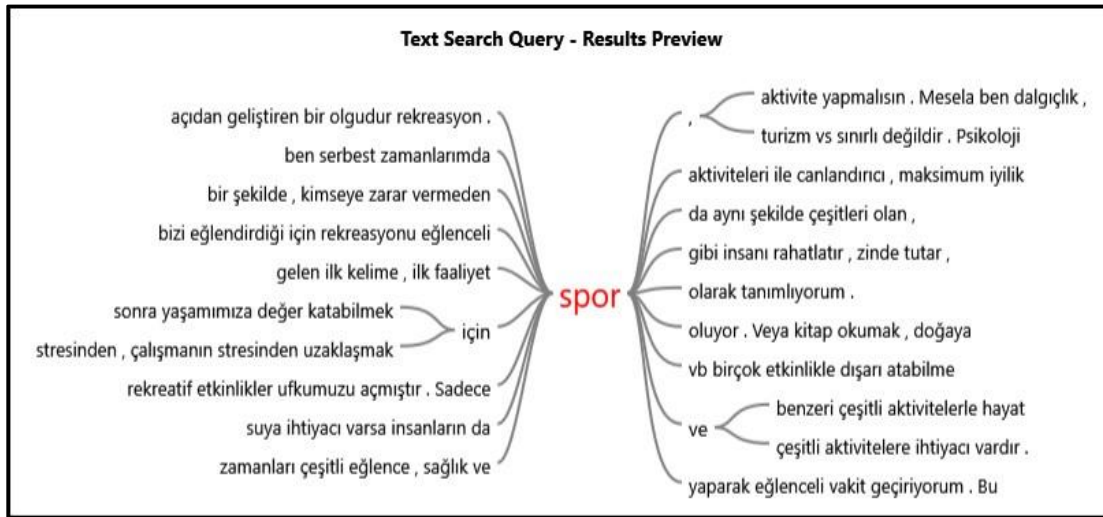 Text Search Query - Results Preview
açıdan geliştiren bir olgudur rekreasyon .
ben serbest zamanlarımda
bir şekilde , kimseye zarar vermeden
bizi eğlendirdiği için rekreasyonu eğlenceli
gelen ilk kelime , ilk faaliyet
sonra yaşamımıza değer katabilmek
stresinden , çalışmanın stresinden uzaklaşmak
için
rekreatif etkinlikler ufkumuzu açmıştır . Sadece
suya ihtiyacı varsa insanların da
zamanları çeşitli eğlence , sağlık ve
spor
,
aktivite yapmalısın . Mesela ben dalgıçlık ,
turizm vs sınırlı değildir . Psikoloji
aktiviteleri ile canlandırıcı , maksimum iyilik
da aynı şekilde çeşitleri olan ,
gibi insanı rahatlatır , zinde tutar ,
olarak tanımlıyorum .
oluyor . Veya kitap okumak , doğaya
vb birçok etkinlikle dışarı atabilme
ve
benzeri çeşitli aktivitelerle hayat
çeşitli aktivitelere ihtiyacı vardır .
yaparak eğlenceli vakit geçiriyorum . Bu